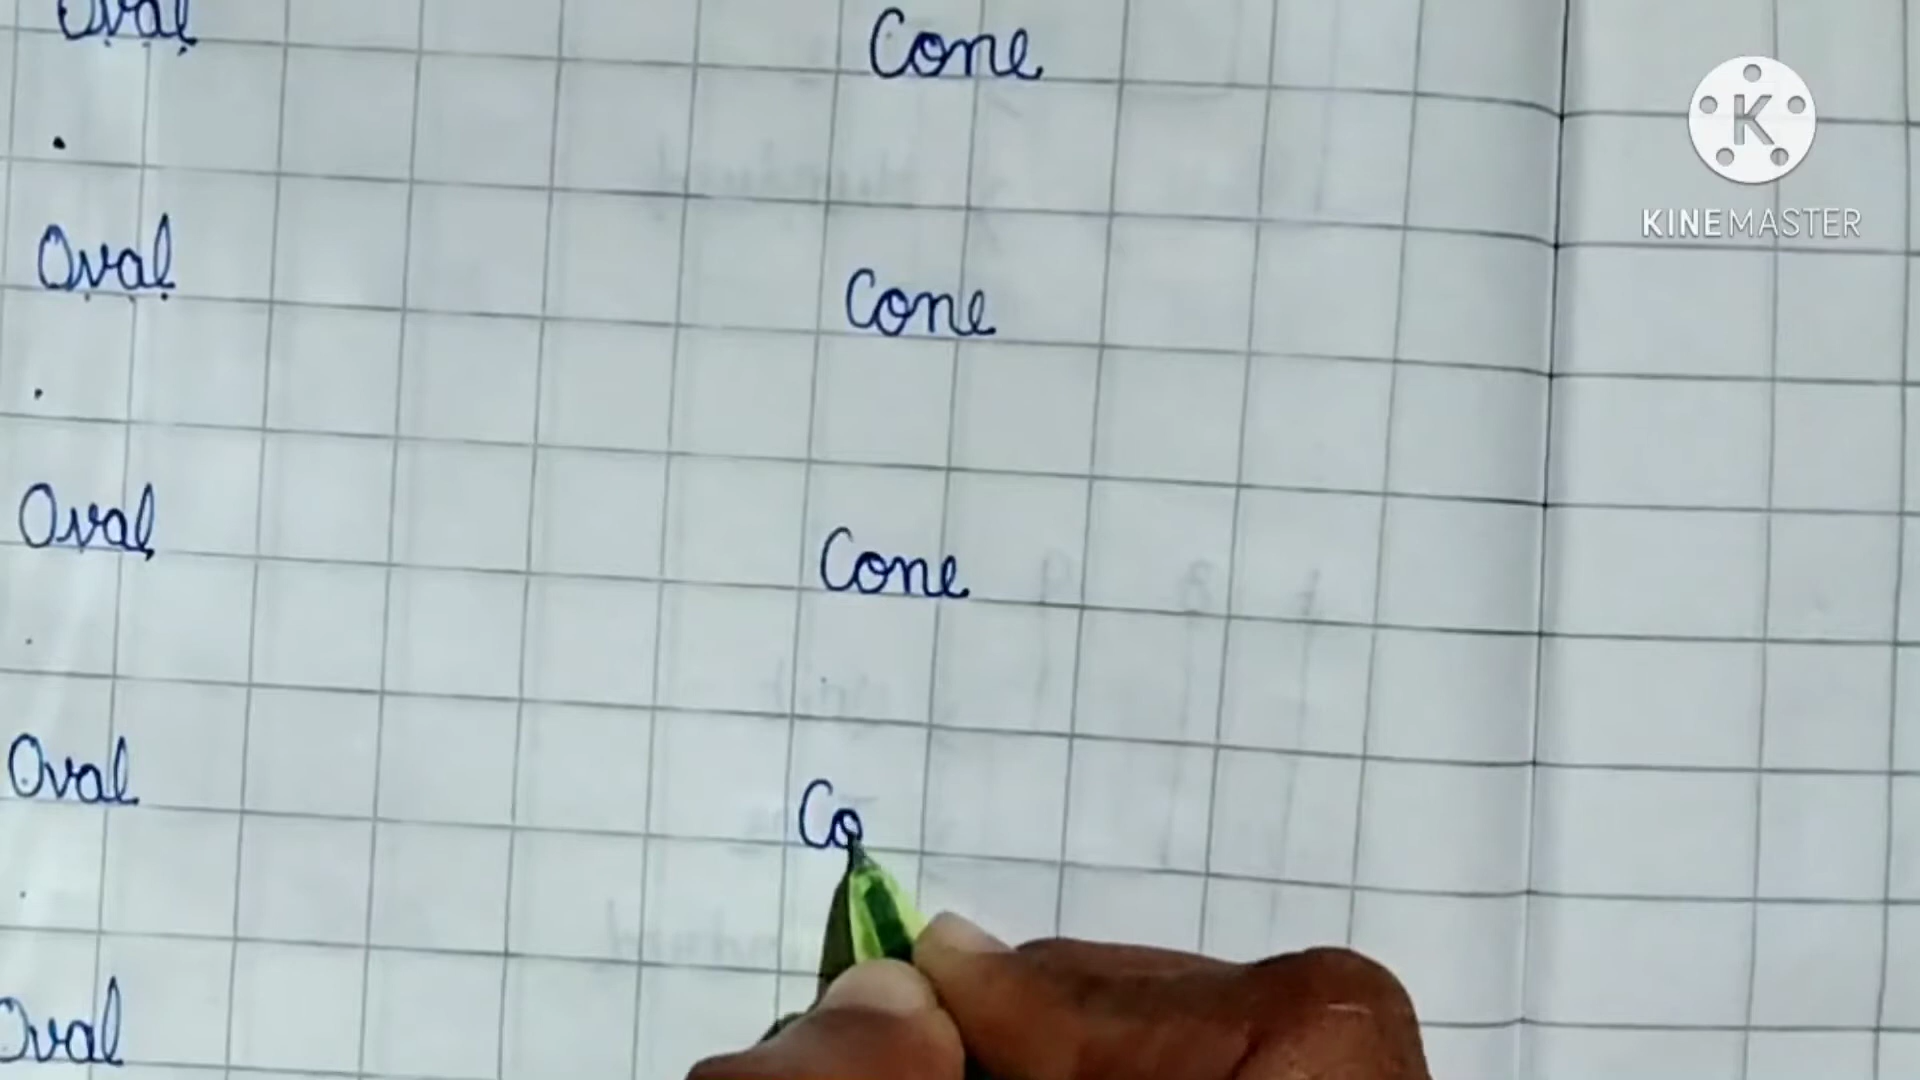 Oval Cone
K
KINEMASTER
Oval Cone
Oval Cone
Oval Co
Oval